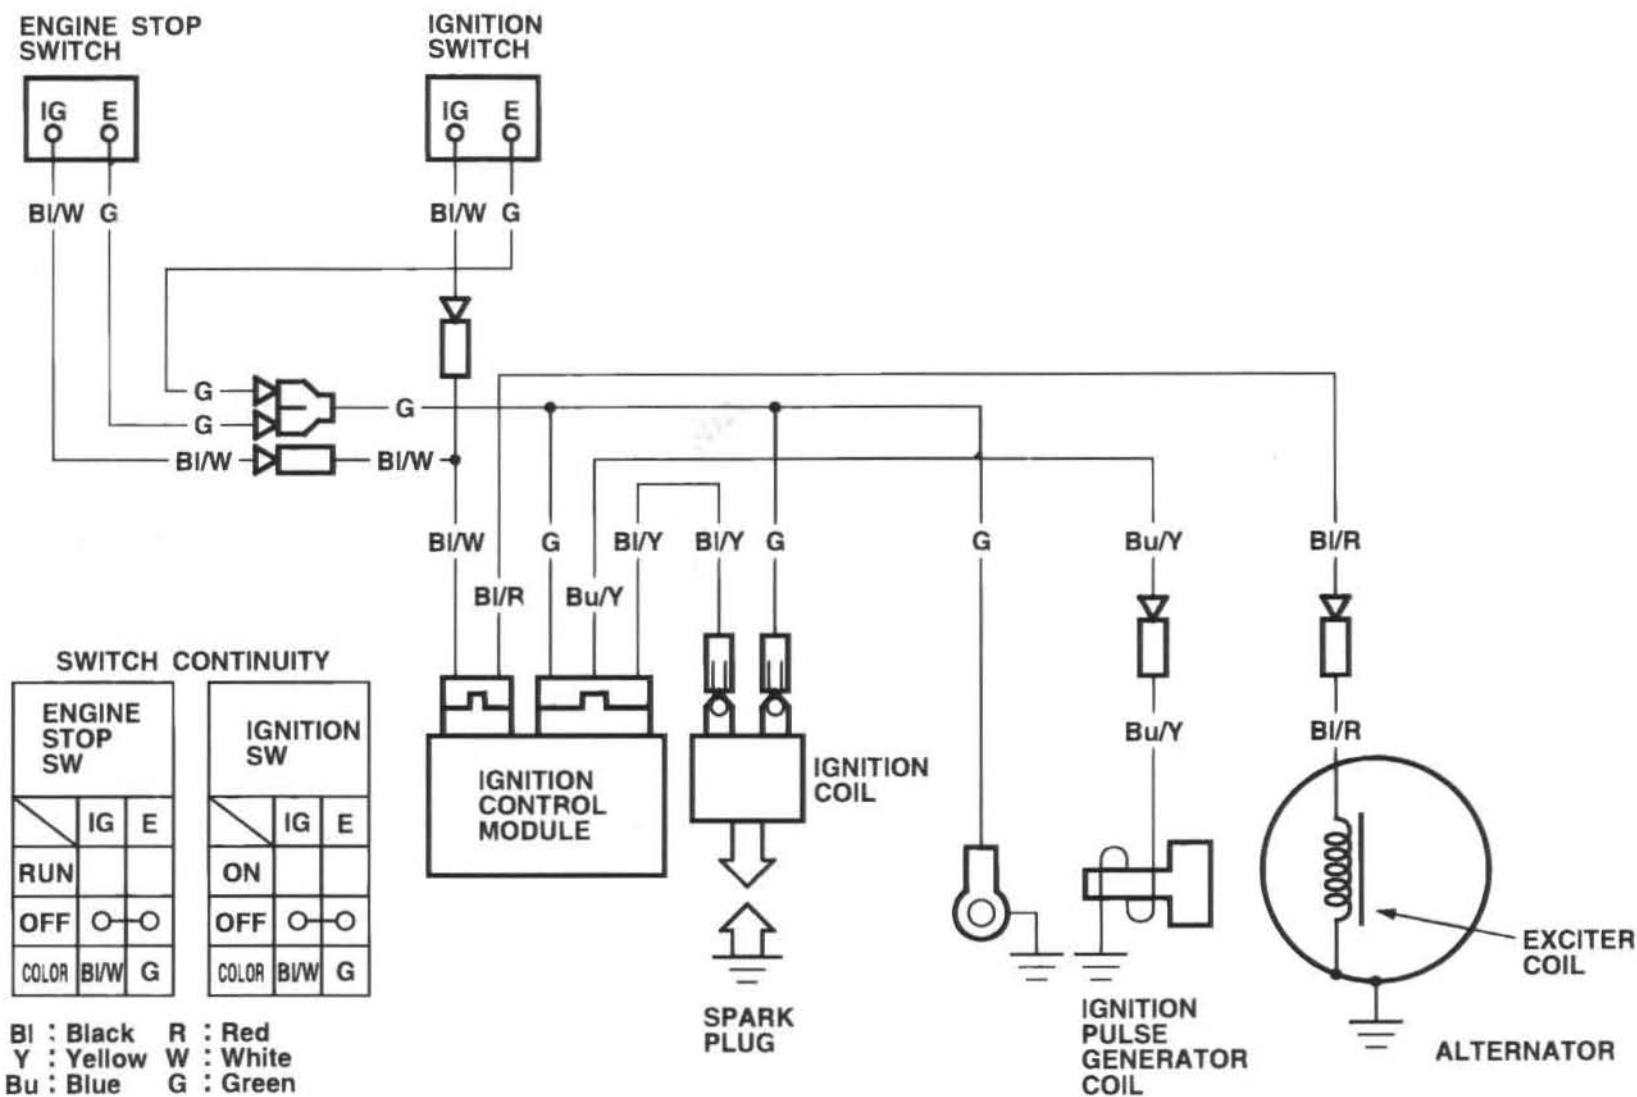 ENGINE STOP
SWITCH
IGNITION
SWITCH
IG E
IG E
Bl/W G
Bl/W G
G
G
G
Bl/W
Bl/W
Bl/W
G
Bl/Y
Bl/Y
G
G
Bu/Y
Bl/R
Bl/R
Bu/Y
SWITCH CONTINUITY
ENGINE
STOP
SW
IG E
RUN
OFF
COLOR Bl/W G
IGNITION
SW
IG E
ON
OFF
COLOR Bl/W G
IGNITION
CONTROL
MODULE
IGNITION
COIL
Bu/Y
Bl/R
SPARK
PLUG
IGNITION
PULSE
GENERATOR
COIL
EXCITER
COIL
ALTERNATOR
Bl : Black R : Red
Y : Yellow W : White
Bu : Blue G : Green